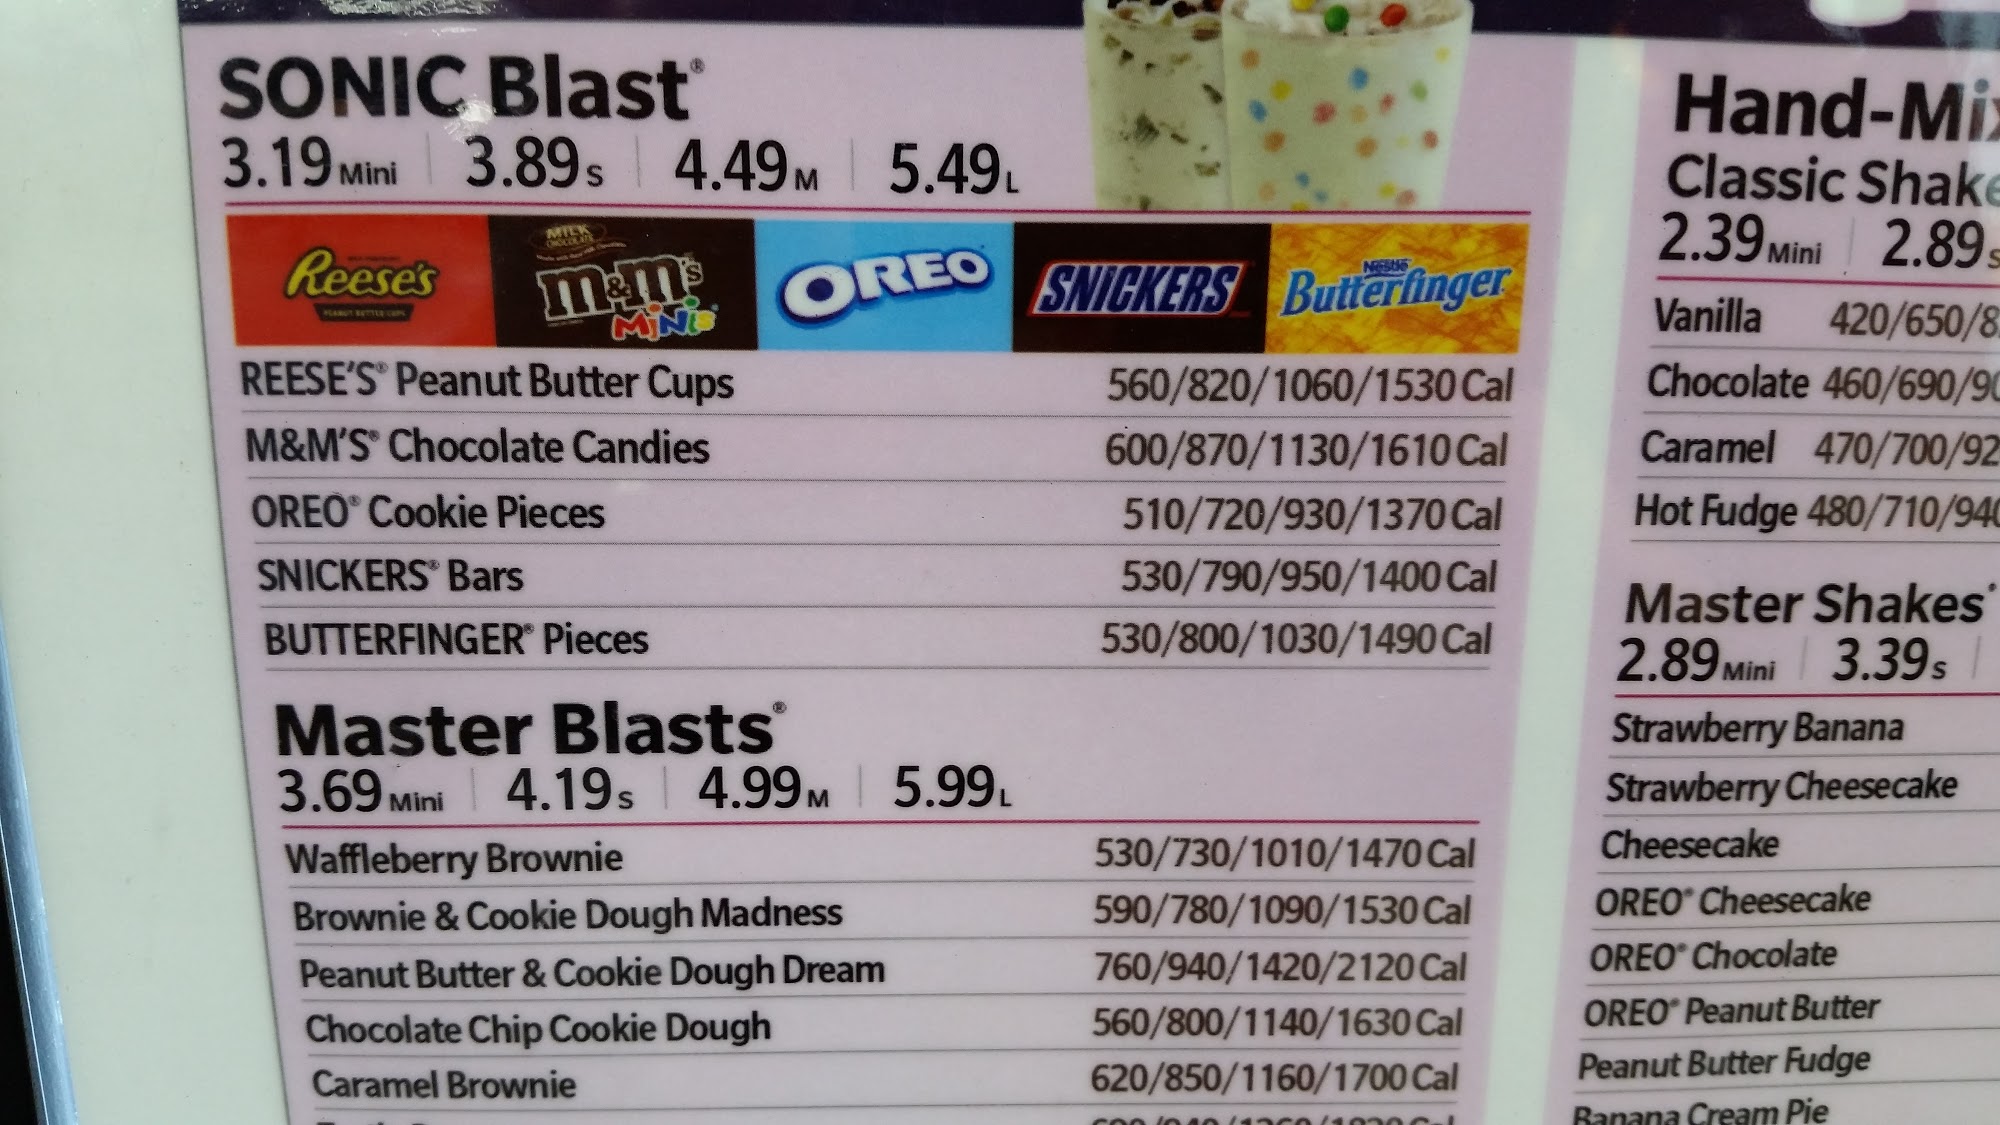 SONIC Blast®
3.19 Mini | 3.89 S | 4.49 M | 5.49 L
Reese's
PEANUT BUTTER CUPS
MILK
CHOCOLATE
m&m's
MiNis
OREO
SNICKERS
Nestlé
Butterfinger
REESE'S® Peanut Butter Cups 560/820/1060/1530 Cal
M&M'S® Chocolate Candies 600/870/1130/1610 Cal
OREO® Cookie Pieces 510/720/930/1370 Cal
SNICKERS® Bars 530/790/950/1400 Cal
BUTTERFINGER® Pieces 530/800/1030/1490 Cal
Master Blasts®
3.69 Mini | 4.19 S | 4.99 M | 5.99 L
Waffleberry Brownie 530/730/1010/1470 Cal
Brownie & Cookie Dough Madness 590/780/1090/1530 Cal
Peanut Butter & Cookie Dough Dream 760/940/1420/2120 Cal
Chocolate Chip Cookie Dough 560/800/1140/1630 Cal
Caramel Brownie 620/850/1160/1700 Cal
Hand-Mix
Classic Shake
2.39 Mini | 2.89 S
Vanilla 420/650/8
Chocolate 460/690/90
Caramel 470/700/92
Hot Fudge 480/710/940
Master Shakes®
2.89 Mini | 3.39 S |
Strawberry Banana
Strawberry Cheesecake
Cheesecake
OREO® Cheesecake
OREO® Chocolate
OREO® Peanut Butter
Peanut Butter Fudge
Banana Cream Pie